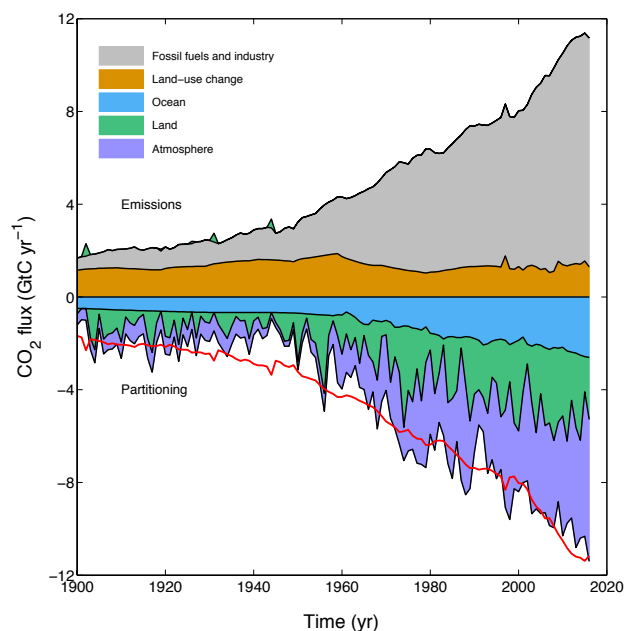 12
8
4
0
−4
−8
−12
CO2 flux (GtC yr−1)
Fossil fuels and industry
Land−use change
Ocean
Land
Atmosphere
Emissions
Partitioning
1900
1920
1940
1960
1980
2000
2020
Time (yr)